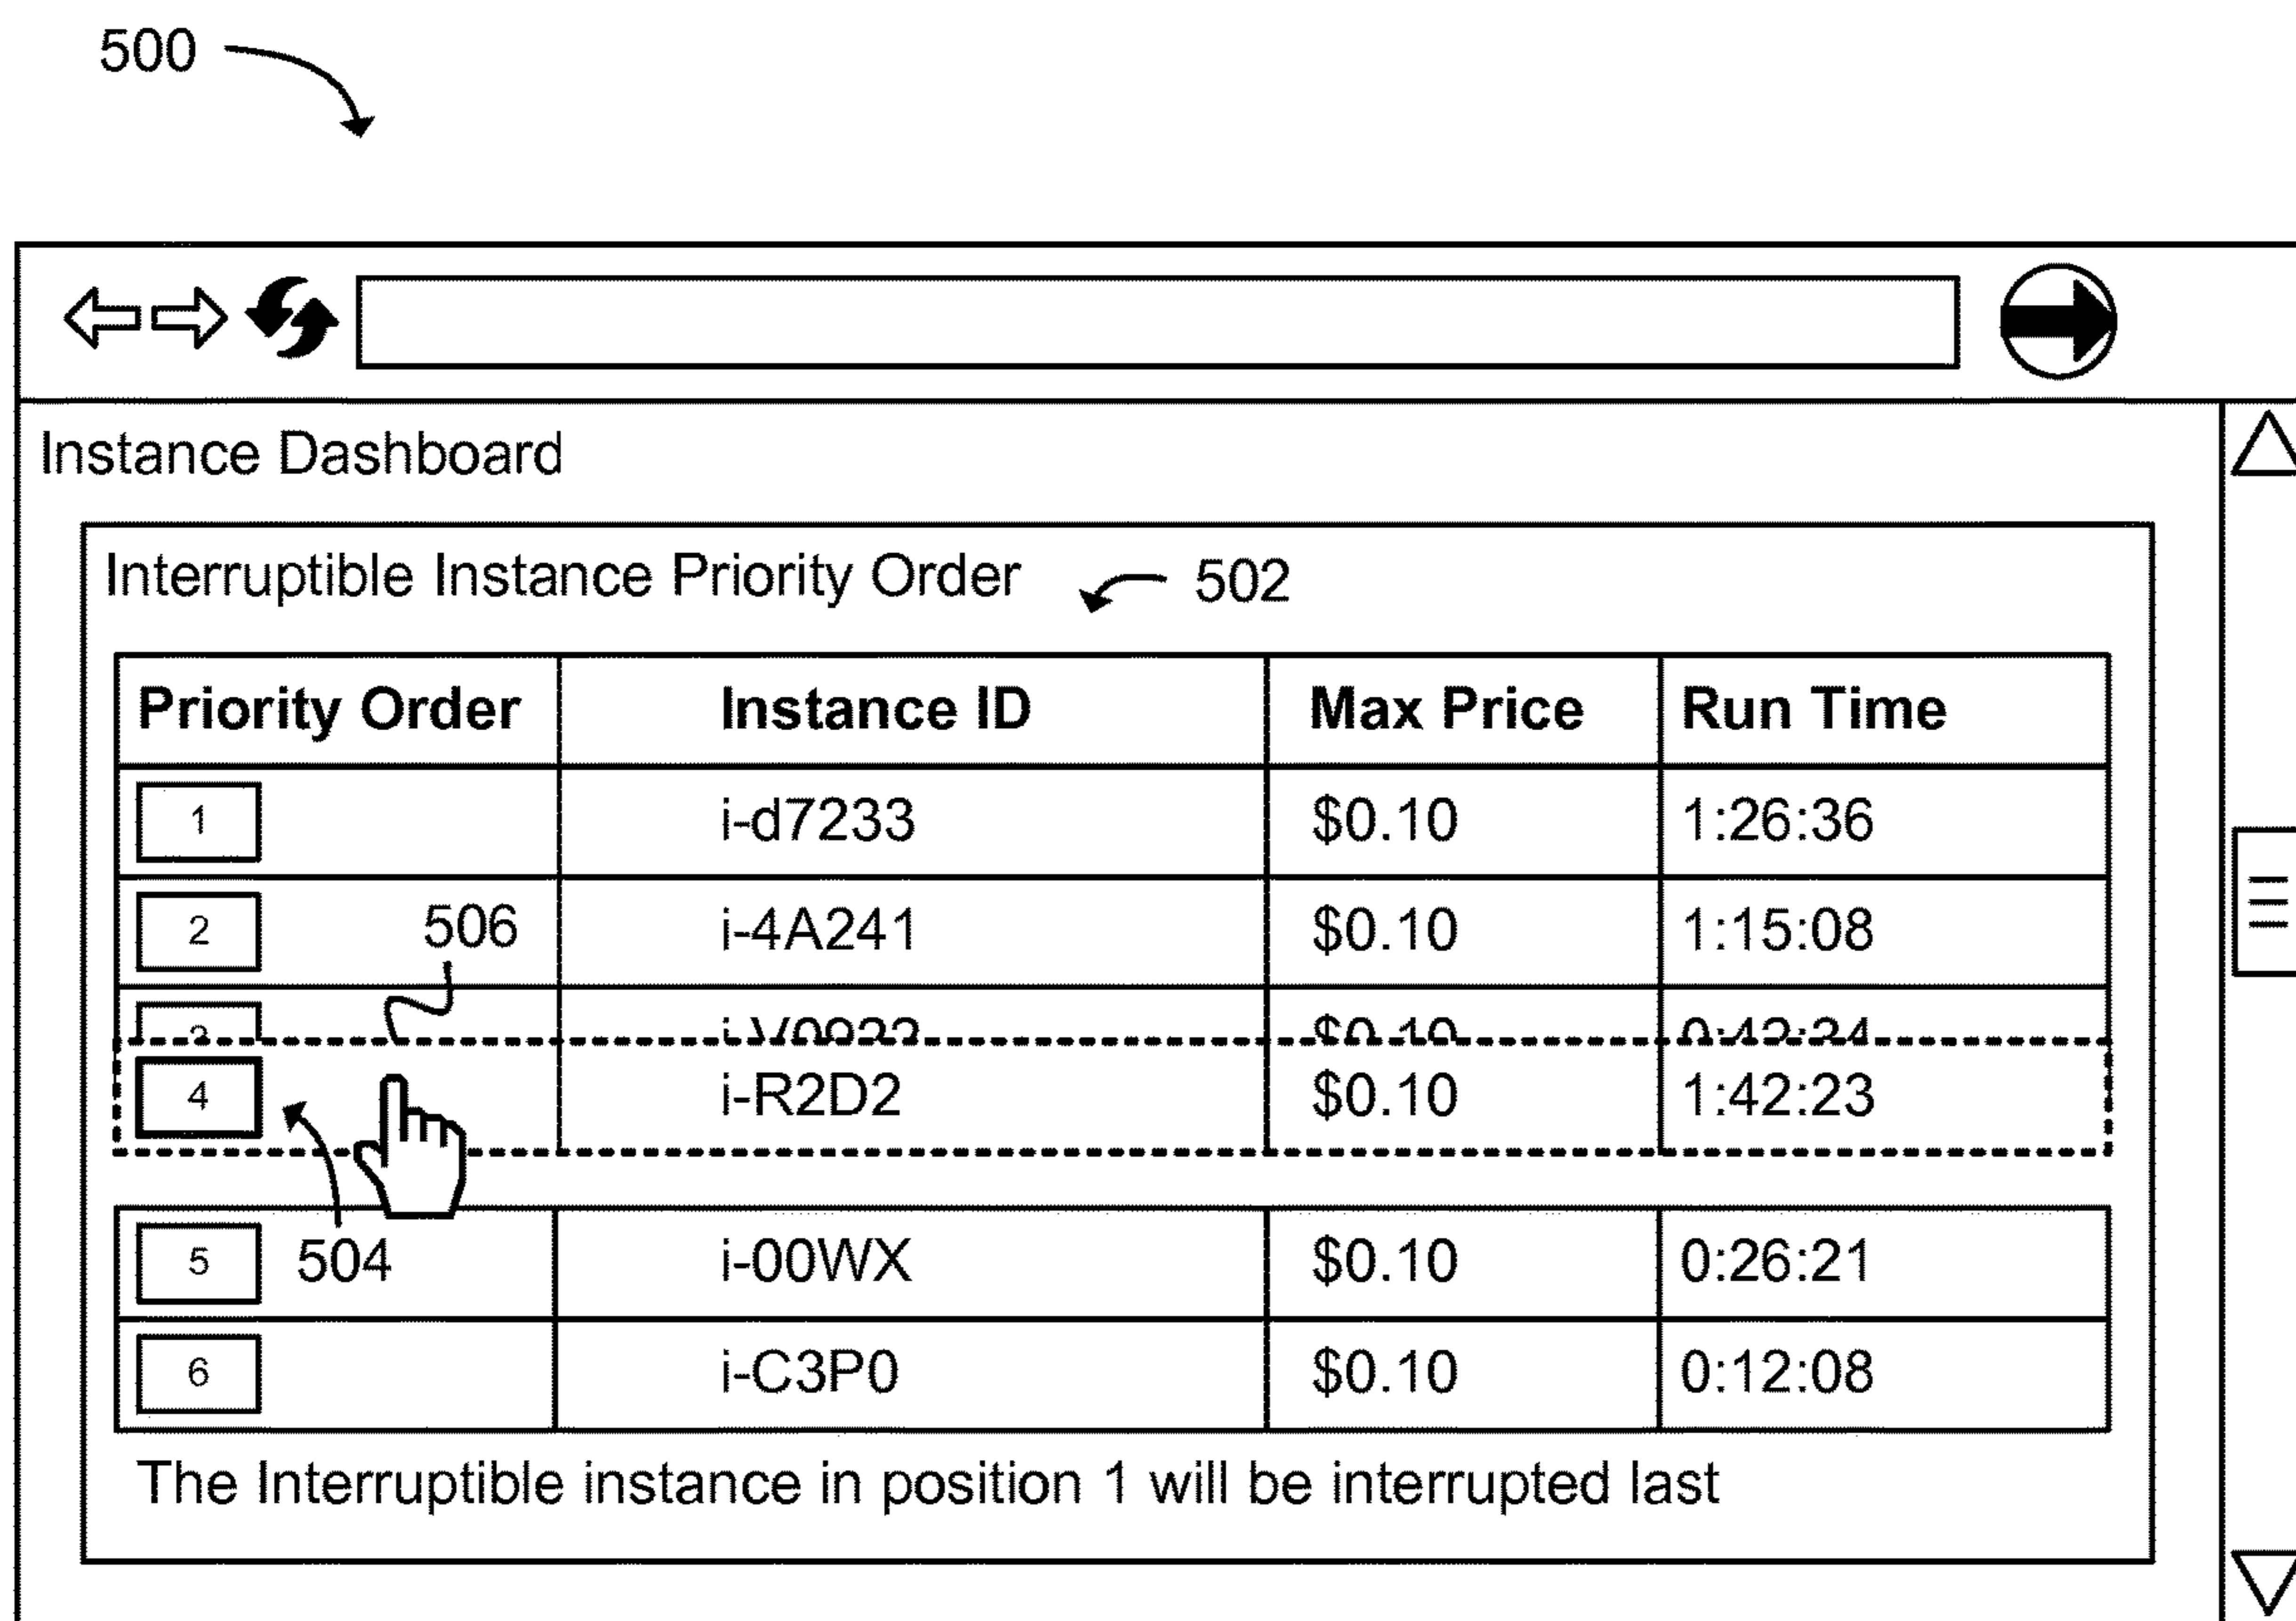 500
Instance Dashboard
Interruptible Instance Priority Order 502
Priority Order Instance ID Max Price Run Time
1 i-d7233 $0.10 1:26:36
2 506 i-4A241 $0.10 1:15:08
$0.10
4 i-R2D2 $0.10 1:42:23
5 504 i-00WX $0.10 0:26:21
6 i-C3P0 $0.10 0:12:08
The Interruptible instance in position 1 will be interrupted last